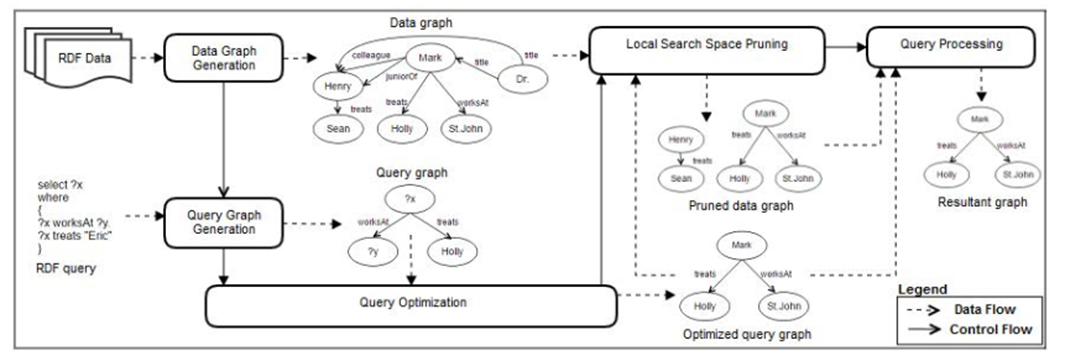 Data graph
RDF Data
Data Graph
Generation
colleague
Mark
title
title
Dr.
Henry
juniorOf
treats
treats
worksAt
Sean
Holly
St.John
Local Search Space Pruning
Query Processing
Henry
treats
Sean
Mark
treats
worksAt
Holly
St.John
Pruned data graph
Mark
treats
worksAt
Holly
St.John
Resultant graph
select ?x
where
{
?x worksAt ?y.
?x treats "Eric"
}
RDF query
Query Graph
Generation
Query graph
?x
worksAt
treats
?y
Holly
Query Optimization
Mark
treats
worksAt
Holly
St.John
Optimized query graph
Legend
Data Flow
Control Flow